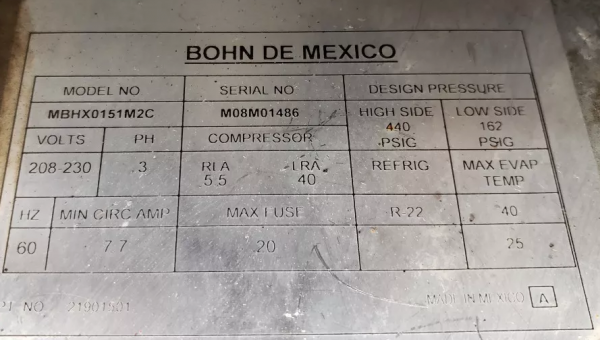 BOHN DE MEXICO
MODEL NO SERIAL NO DESIGN PRESSURE
MBHX0151M2C M08M01486 HIGH SIDE LOW SIDE
440 162
VOLTS PH COMPRESSOR PSIG PSIG
208-230 3 RLA LRA REFRIG MAX EVAP
5.5 40 TEMP
HZ MIN CIRC AMP MAX FUSE R-22 40
60 7.7 20 25
NO 21901501 MADE IN MEXICO A